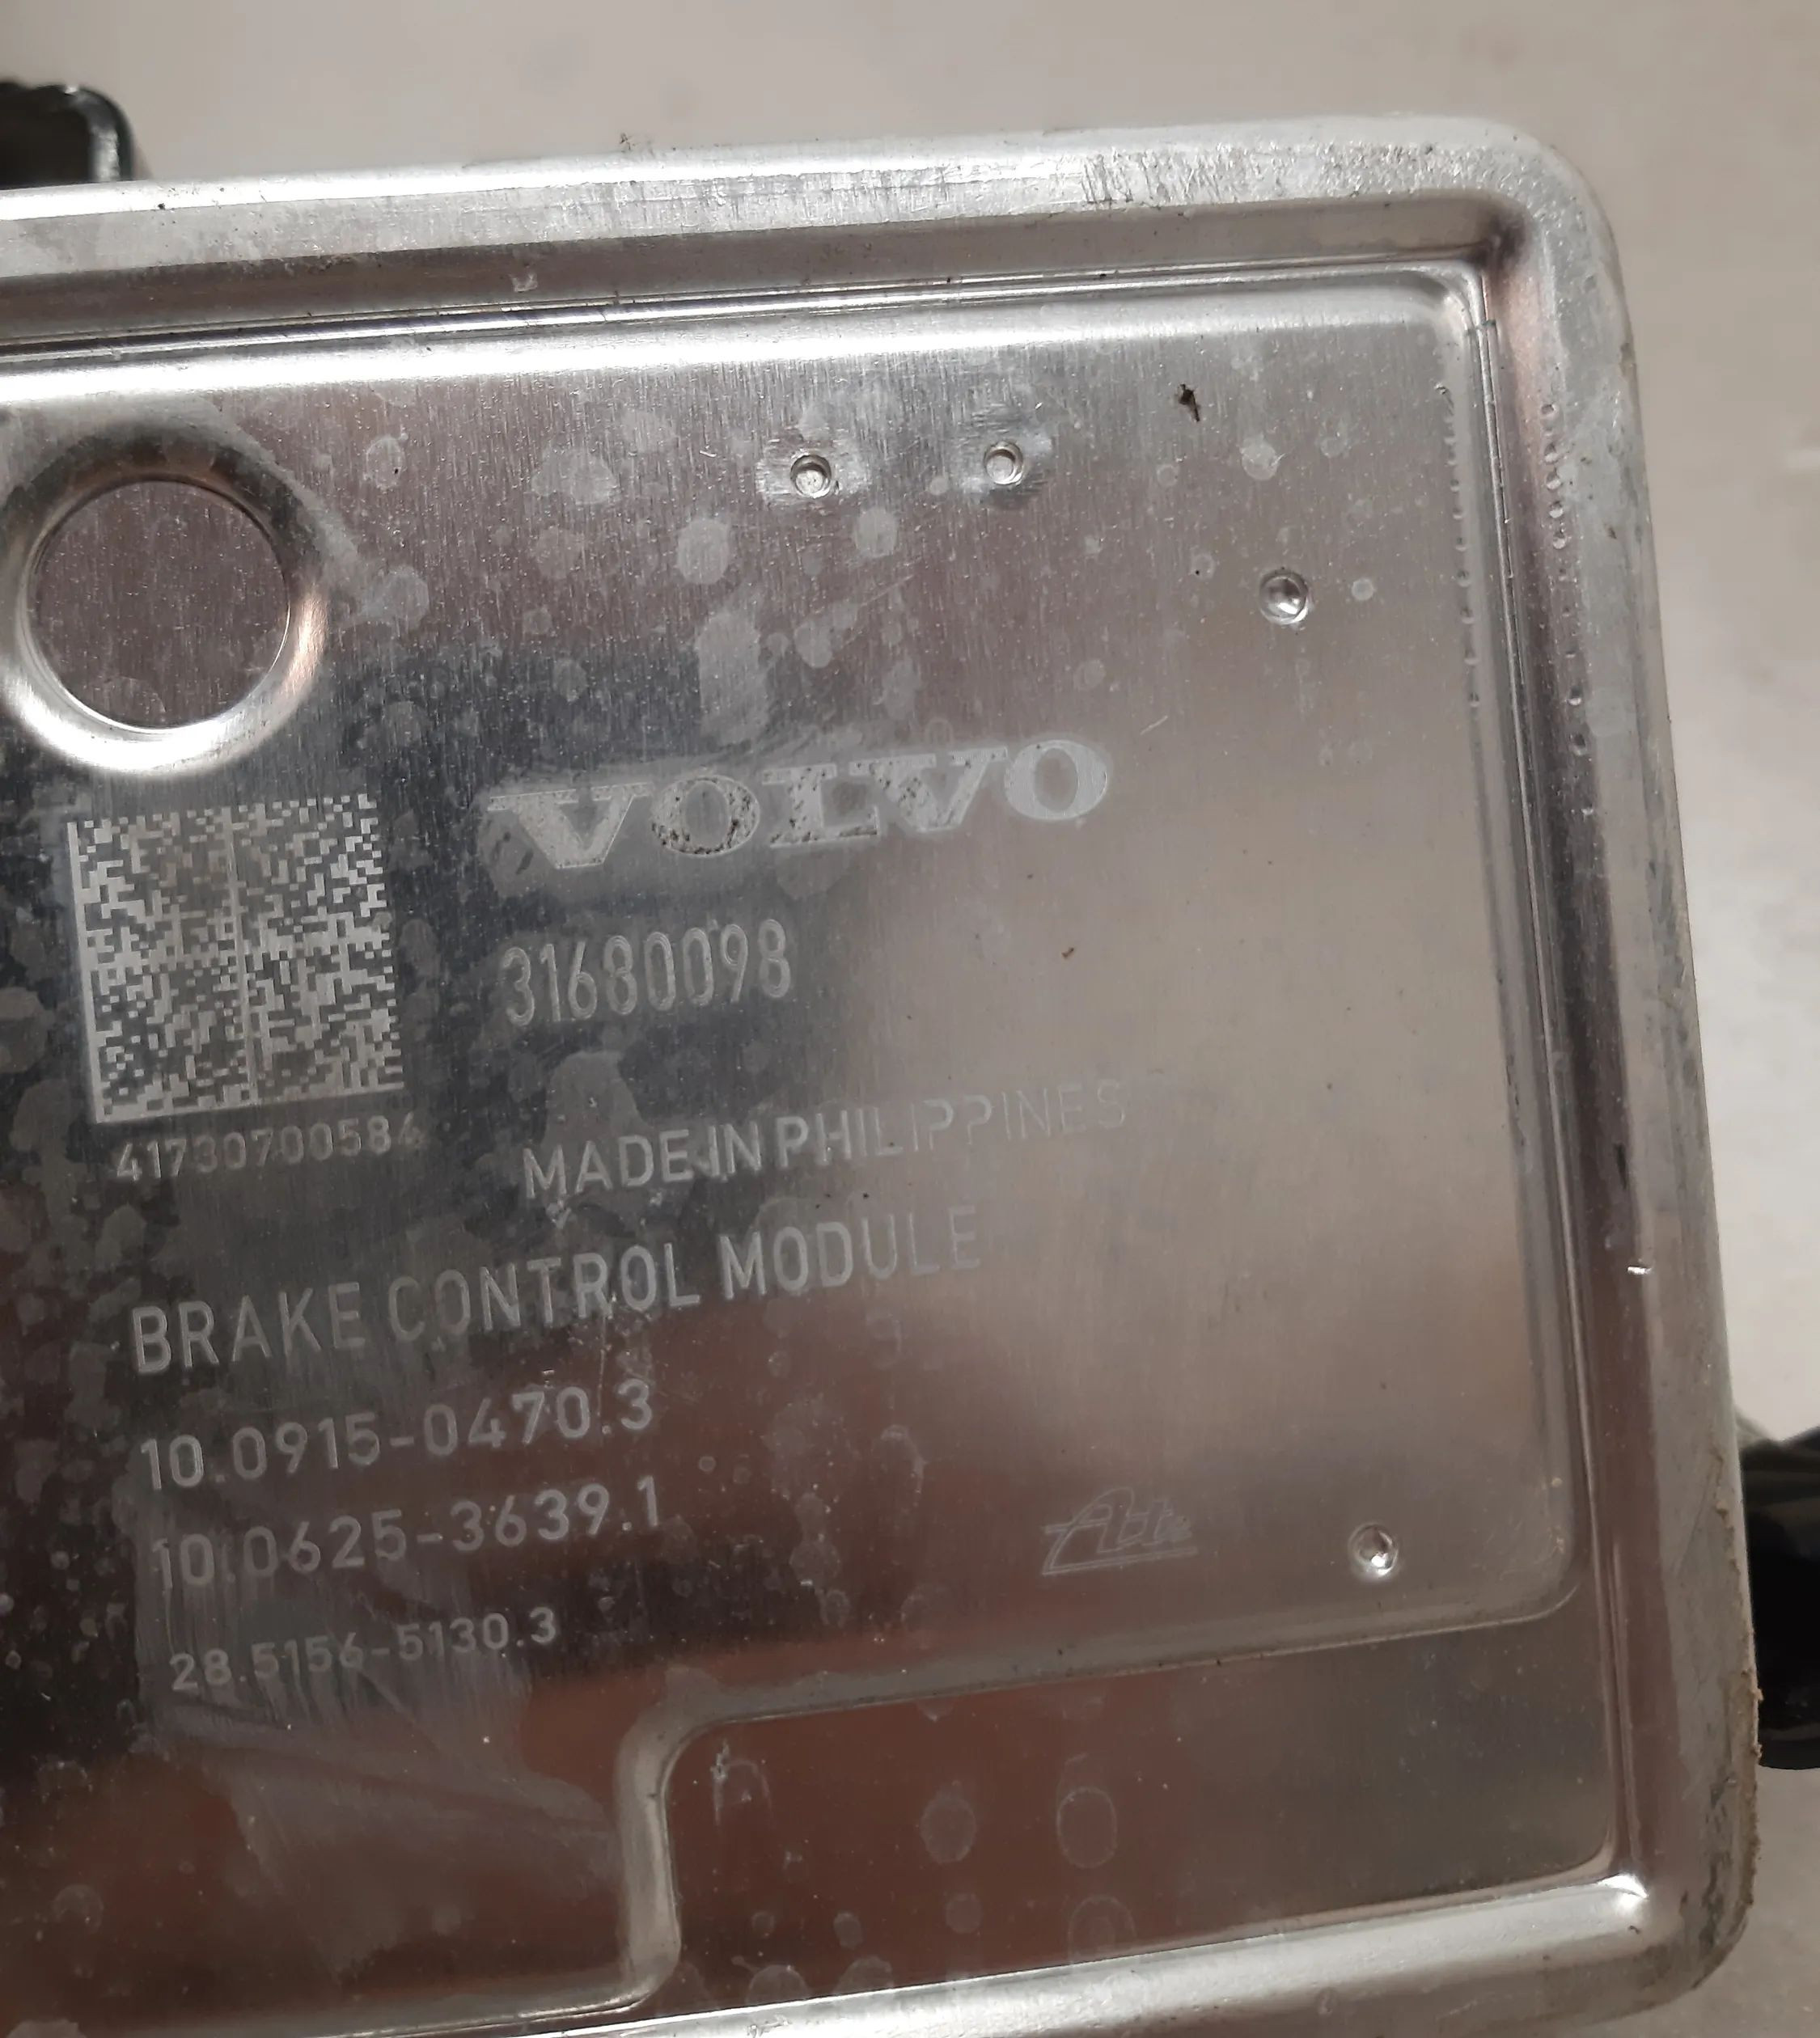 VOLVO
31680098
41730700584
MADE IN PHILIPPINES
BRAKE CONTROL MODULE
10.0915-0470.3
10.0625-3639.1
28.5156-5130.3
Ate